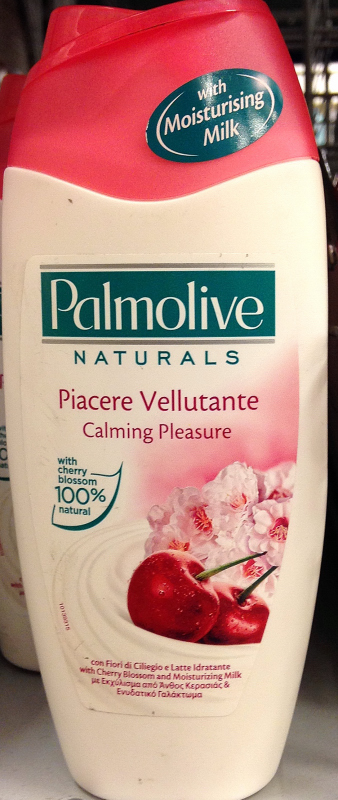 with
Moisturising
Milk
Palmolive
NATURALS
Piacere Vellutante
Calming Pleasure
with
cherry
blossom
100%
natural
con Fiori di Ciliegio e Latte Idratante
with Cherry Blossom and Moisturizing Milk
με Εκχύλισμα από Άνθος Κερασιάς &
Ενυδατικό Γαλάκτωμα